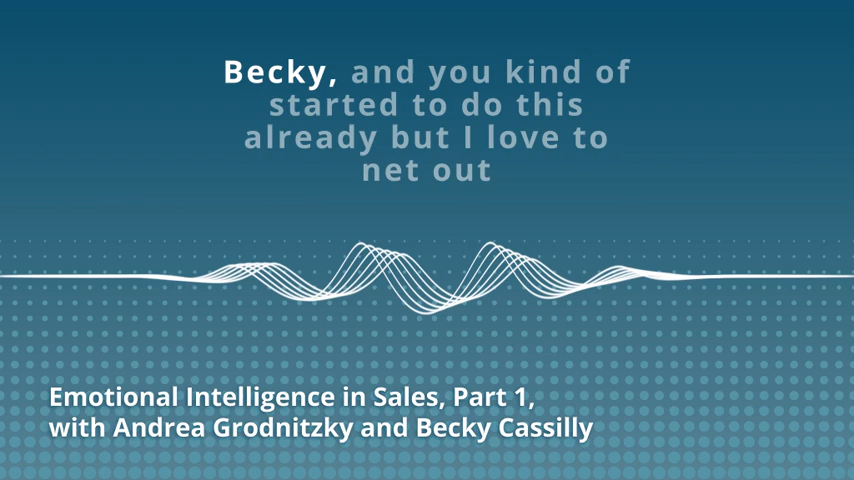 Becky, and you kind of
started to do this
already but I love to
net out
Emotional Intelligence in Sales, Part 1,
with Andrea Grodnitzky and Becky Cassilly